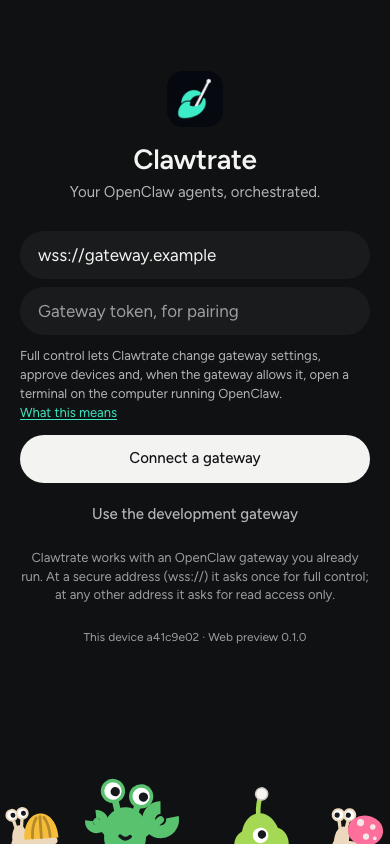 Clawtrate
Your OpenClaw agents, orchestrated.
wss://gateway.example
Gateway token, for pairing
Full control lets Clawtrate change gateway settings,
approve devices and, when the gateway allows it, open a
terminal on the computer running OpenClaw.
What this means
Connect a gateway
Use the development gateway
Clawtrate works with an OpenClaw gateway you already
run. At a secure address (wss://) it asks once for full control;
at any other address it asks for read access only.
This device a41c9e02 · Web preview 0.1.0